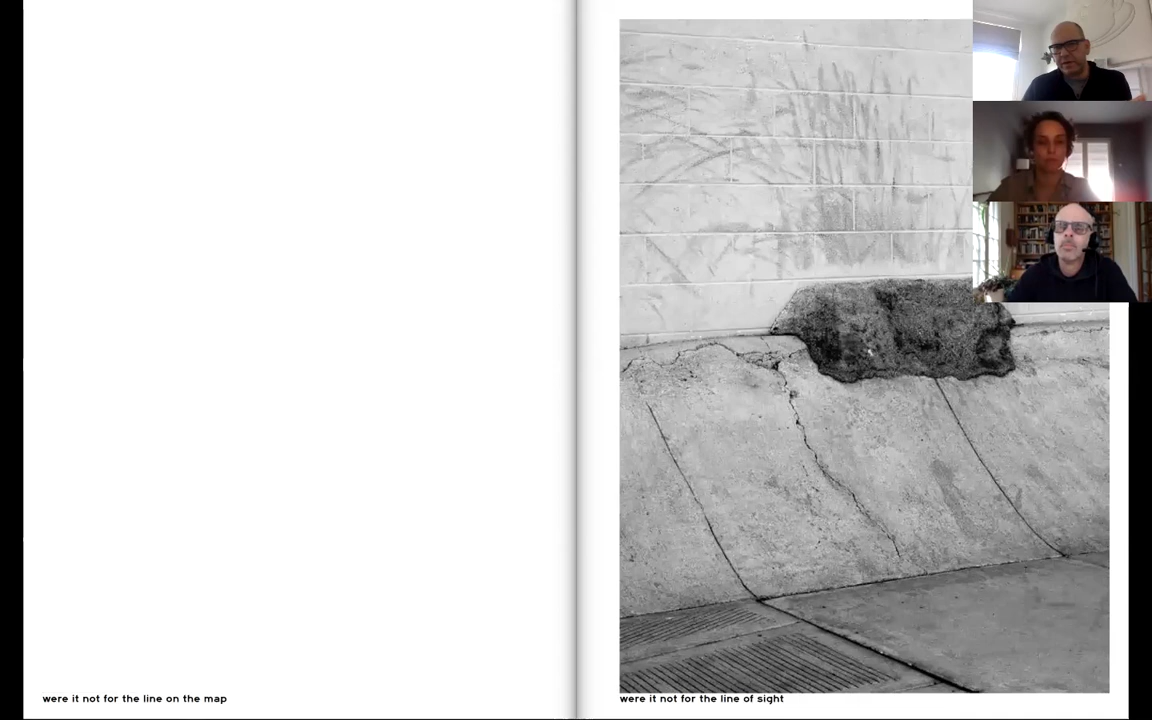 were it not for the line on the map
were it not for the line of sight